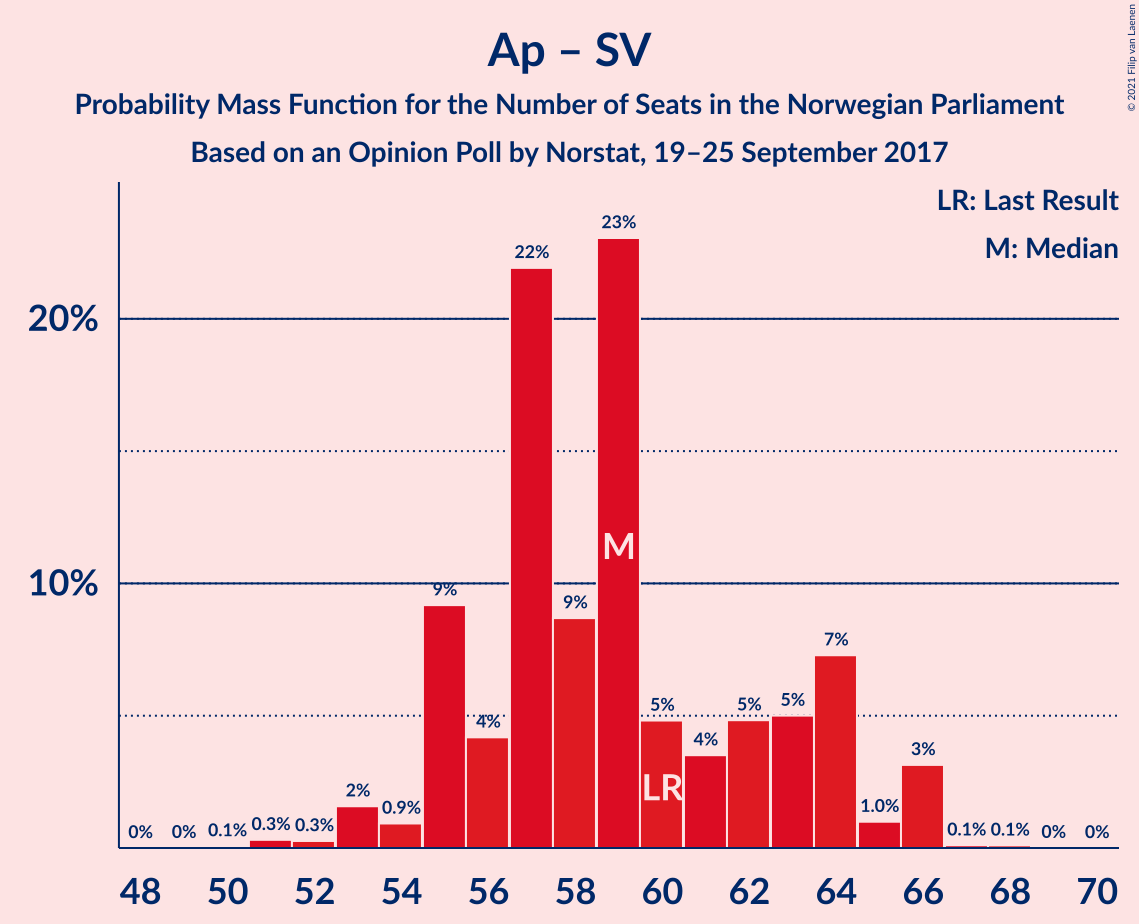 © 2021 Filip van Laenen
Ap – SV
Probability Mass Function for the Number of Seats in the Norwegian Parliament
Based on an Opinion Poll by Norstat, 19–25 September 2017
LR: Last Result
M: Median
20%
10%
0% 0% 0.1% 0.3% 0.3% 2% 0.9% 9% 4% 22% 9% 23% 5% 4% 5% 5% 7% 1.0% 3% 0.1% 0.1% 0% 0%
M
LR
48 50 52 54 56 58 60 62 64 66 68 70